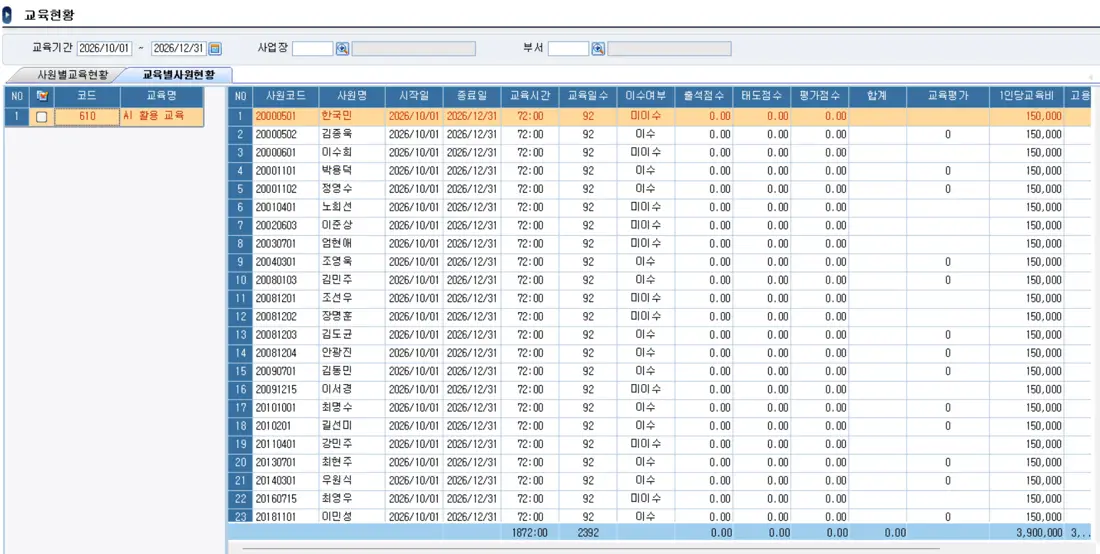 교육현황
교육기간 2026/10/01 ~ 2026/12/31 사업장 부서
사원별교육현황 교육별사원현황
NO 코드 교육명
1 610 AI 활용 교육
NO 사원코드 사원명 시작일 종료일 교육시간 교육일수 이수여부 출석점수 태도점수 평가점수 합계 교육평가 1인당교육비 고용
1 20000501 한국민 2026/10/01 2026/12/31 72:00 92 미이수 0.00 0.00 0.00 150,000
2 20000502 김종욱 2026/10/01 2026/12/31 72:00 92 이수 0.00 0.00 0.00 0 150,000
3 20000601 이수희 2026/10/01 2026/12/31 72:00 92 미이수 0.00 0.00 0.00 150,000
4 20001101 박용덕 2026/10/01 2026/12/31 72:00 92 이수 0.00 0.00 0.00 0 150,000
5 20001102 정영수 2026/10/01 2026/12/31 72:00 92 이수 0.00 0.00 0.00 0 150,000
6 20010401 노희선 2026/10/01 2026/12/31 72:00 92 미이수 0.00 0.00 0.00 150,000
7 20020603 이준상 2026/10/01 2026/12/31 72:00 92 미이수 0.00 0.00 0.00 150,000
8 20030701 엄현애 2026/10/01 2026/12/31 72:00 92 미이수 0.00 0.00 0.00 150,000
9 20040301 조영욱 2026/10/01 2026/12/31 72:00 92 이수 0.00 0.00 0.00 0 150,000
10 20080103 김민주 2026/10/01 2026/12/31 72:00 92 이수 0.00 0.00 0.00 0 150,000
11 20081201 조선우 2026/10/01 2026/12/31 72:00 92 미이수 0.00 0.00 0.00 150,000
12 20081202 장명훈 2026/10/01 2026/12/31 72:00 92 미이수 0.00 0.00 0.00 150,000
13 20081203 김도균 2026/10/01 2026/12/31 72:00 92 이수 0.00 0.00 0.00 0 150,000
14 20081204 안광진 2026/10/01 2026/12/31 72:00 92 이수 0.00 0.00 0.00 0 150,000
15 20090701 김동민 2026/10/01 2026/12/31 72:00 92 이수 0.00 0.00 0.00 0 150,000
16 20091215 이서경 2026/10/01 2026/12/31 72:00 92 미이수 0.00 0.00 0.00 150,000
17 20101001 최명수 2026/10/01 2026/12/31 72:00 92 이수 0.00 0.00 0.00 0 150,000
18 2010201 길선미 2026/10/01 2026/12/31 72:00 92 이수 0.00 0.00 0.00 0 150,000
19 20110401 강민주 2026/10/01 2026/12/31 72:00 92 미이수 0.00 0.00 0.00 150,000
20 20130701 최현주 2026/10/01 2026/12/31 72:00 92 이수 0.00 0.00 0.00 0 150,000
21 20140301 우원식 2026/10/01 2026/12/31 72:00 92 이수 0.00 0.00 0.00 0 150,000
22 20160715 최영우 2026/10/01 2026/12/31 72:00 92 미이수 0.00 0.00 0.00 150,000
23 20181101 이민성 2026/10/01 2026/12/31 72:00 92 이수 0.00 0.00 0.00 0 150,000
1872:00 2392 0.00 0.00 0.00 0.00 3,900,000 3,..